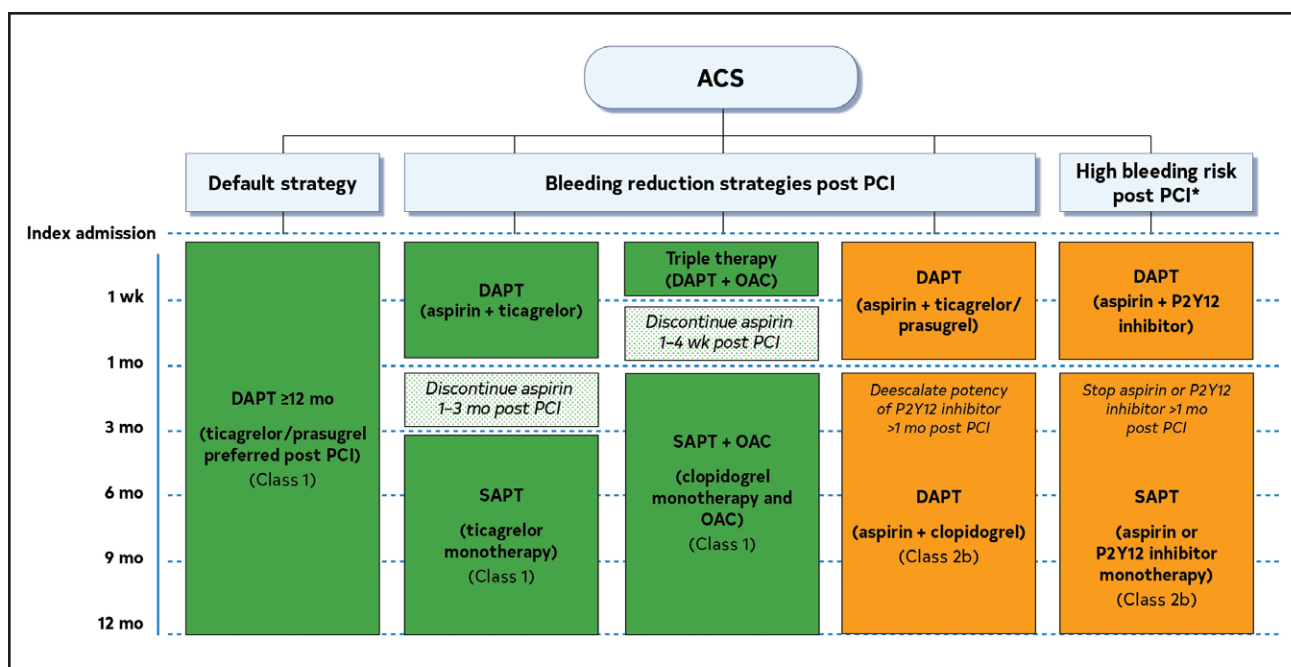 ACS
Default strategy
Bleeding reduction strategies post PCI
High bleeding risk
post PCI*
Index admission
1 wk
1 mo
3 mo
6 mo
9 mo
12 mo
DAPT ≥12 mo
(ticagrelor/prasugrel
preferred post PCI)
(Class 1)
DAPT
(aspirin + ticagrelor)
Discontinue aspirin
1–3 mo post PCI
SAPT
(ticagrelor
monotherapy)
(Class 1)
Triple therapy
(DAPT + OAC)
Discontinue aspirin
1–4 wk post PCI
SAPT + OAC
(clopidogrel
monotherapy and
OAC)
(Class 1)
DAPT
(aspirin + ticagrelor/
prasugrel)
Deescalate potency
of P2Y12 inhibitor
>1 mo post PCI
DAPT
(aspirin + clopidogrel)
(Class 2b)
DAPT
(aspirin + P2Y12
inhibitor)
Stop aspirin or P2Y12
inhibitor >1 mo
post PCI
SAPT
(aspirin or
P2Y12 inhibitor
monotherapy)
(Class 2b)